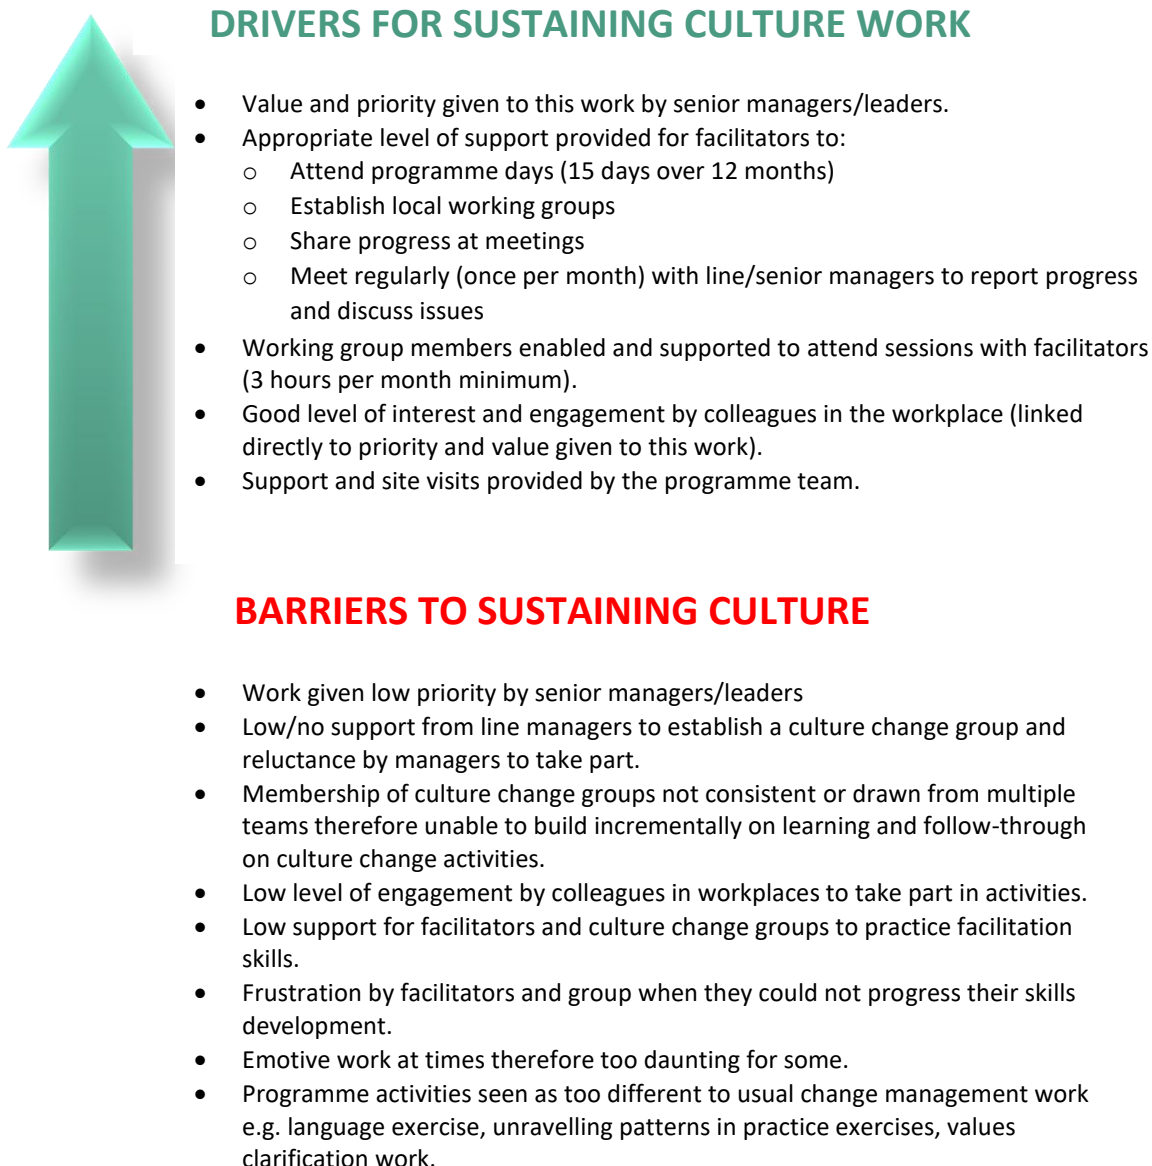 DRIVERS FOR SUSTAINING CULTURE WORK
• Value and priority given to this work by senior managers/leaders.
• Appropriate level of support provided for facilitators to:
o Attend programme days (15 days over 12 months)
o Establish local working groups
o Share progress at meetings
o Meet regularly (once per month) with line/senior managers to report progress
and discuss issues
• Working group members enabled and supported to attend sessions with facilitators
(3 hours per month minimum).
• Good level of interest and engagement by colleagues in the workplace (linked
directly to priority and value given to this work).
• Support and site visits provided by the programme team.
BARRIERS TO SUSTAINING CULTURE
• Work given low priority by senior managers/leaders
• Low/no support from line managers to establish a culture change group and
reluctance by managers to take part.
• Membership of culture change groups not consistent or drawn from multiple
teams therefore unable to build incrementally on learning and follow-through
on culture change activities.
• Low level of engagement by colleagues in workplaces to take part in activities.
• Low support for facilitators and culture change groups to practice facilitation
skills.
• Frustration by facilitators and group when they could not progress their skills
development.
• Emotive work at times therefore too daunting for some.
• Programme activities seen as too different to usual change management work
e.g. language exercise, unravelling patterns in practice exercises, values
clarification work.